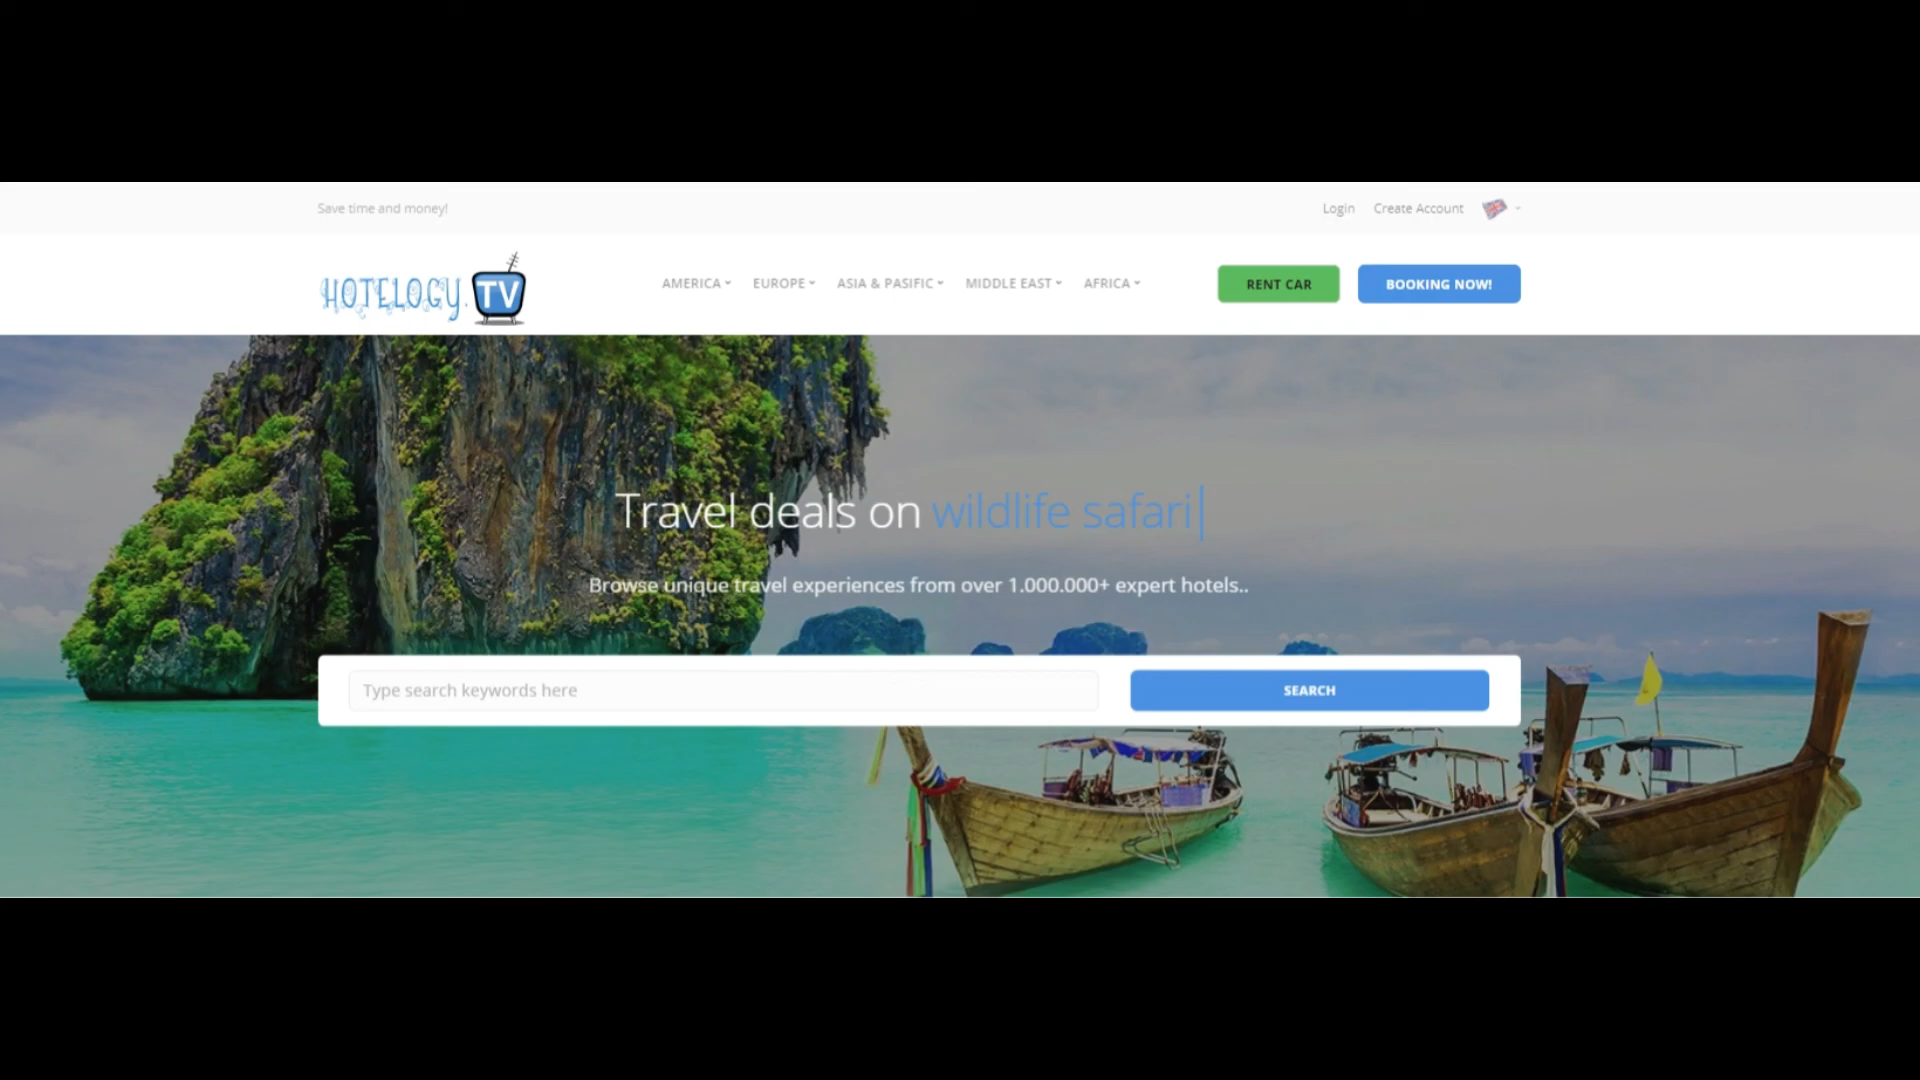 Save time and money!
Login Create Account
HOTELOGY.TV
AMERICA EUROPE ASIA & PASIFIC MIDDLE EAST AFRICA
RENT CAR
BOOKING NOW!
Travel deals on wildlife safari
Browse unique travel experiences from over 1.000.000+ expert hotels..
Type search keywords here
SEARCH